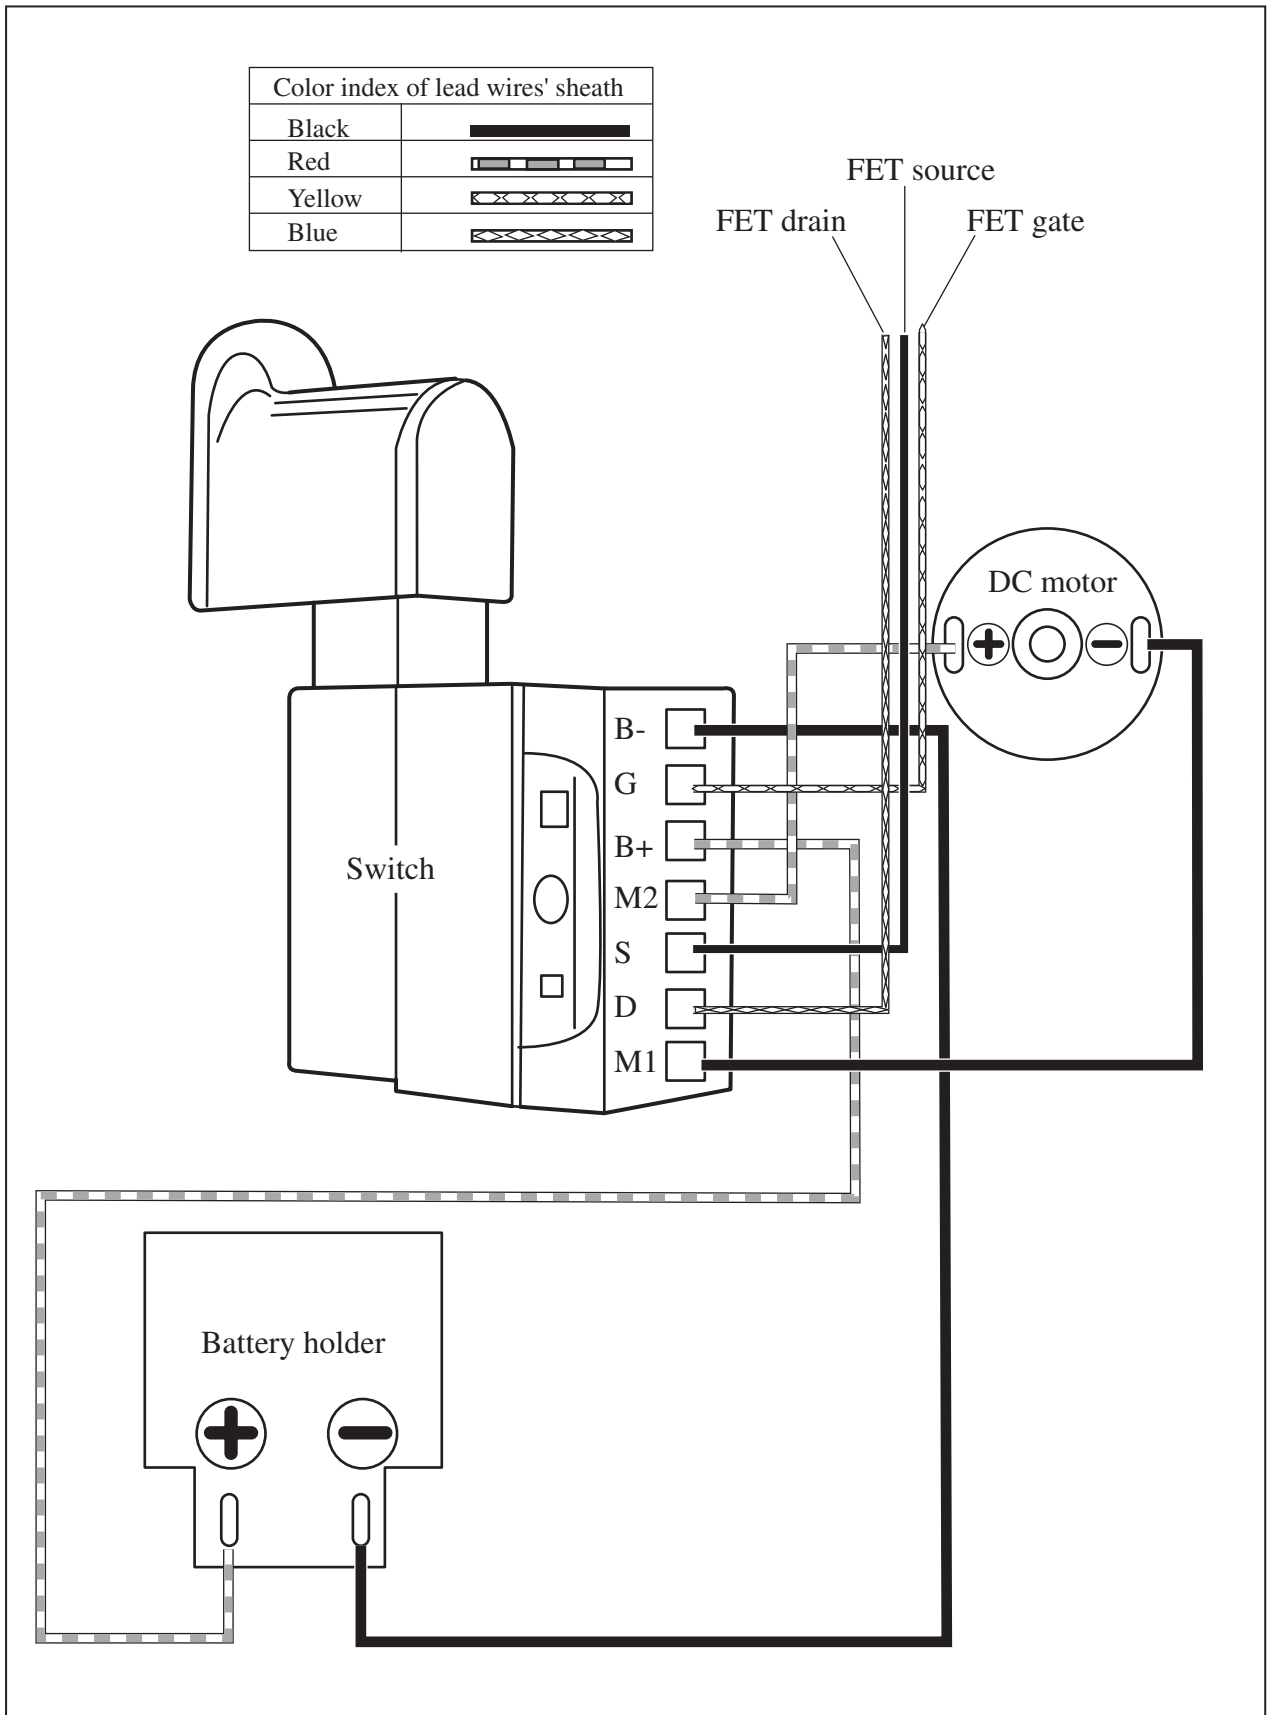 Color index of lead wires' sheath
Black
Red
Yellow
Blue
FET source
FET drain
FET gate
DC motor
B-
G
B+
M2
S
D
M1
Switch
Battery holder